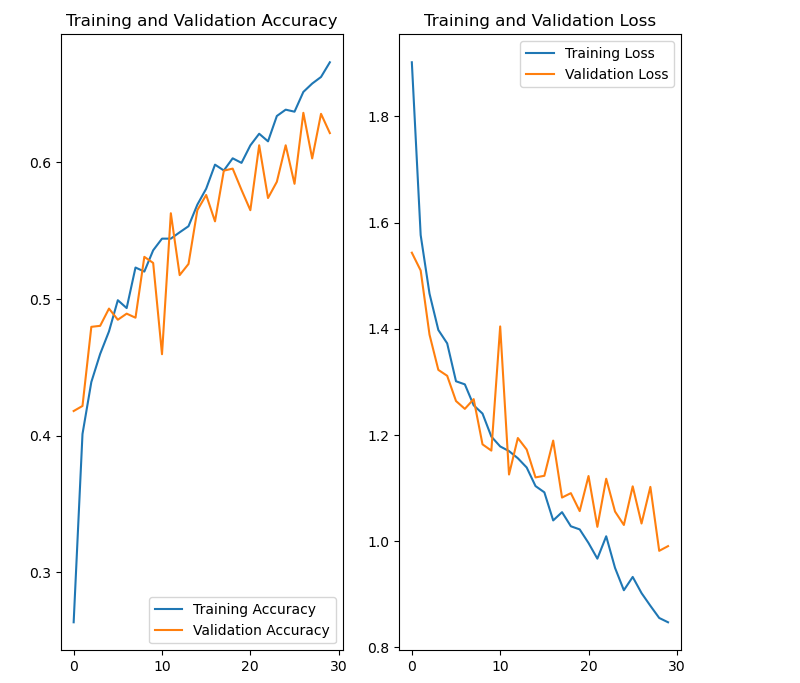 Training and Validation Accuracy
0.6
0.5
0.4
0.3
0 10 20 30
Training Accuracy
Validation Accuracy
Training and Validation Loss
Training Loss
Validation Loss
1.8
1.6
1.4
1.2
1.0
0.8
0 10 20 30